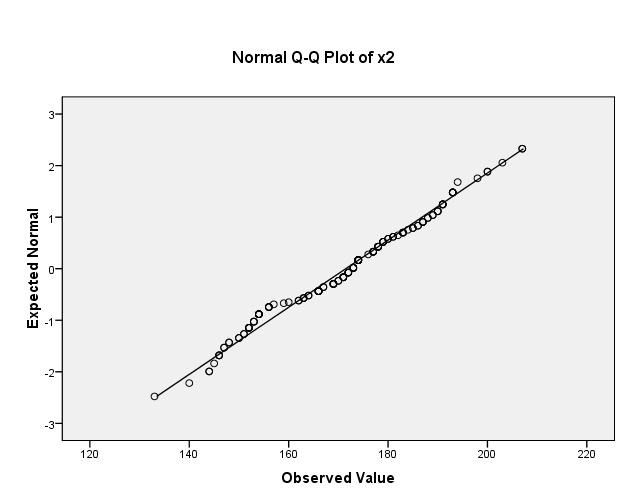 Normal Q-Q Plot of x2
3
2
1
0
-1
-2
-3
Expected Normal
120 140 160 180 200 220
Observed Value